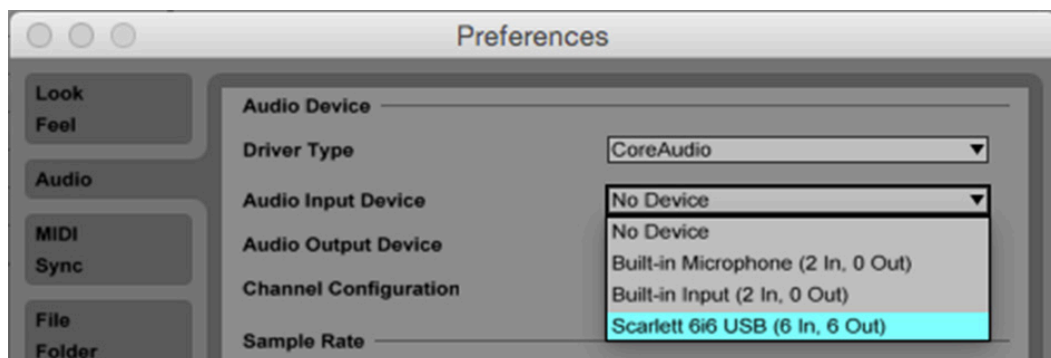 Preferences
Look
Feel
Audio
MIDI
Sync
File
Folder
Audio Device
Driver Type CoreAudio
Audio Input Device No Device
Audio Output Device
Channel Configuration
Sample Rate
No Device
Built-in Microphone (2 In, 0 Out)
Built-in Input (2 In, 0 Out)
Scarlett 6i6 USB (6 In, 6 Out)